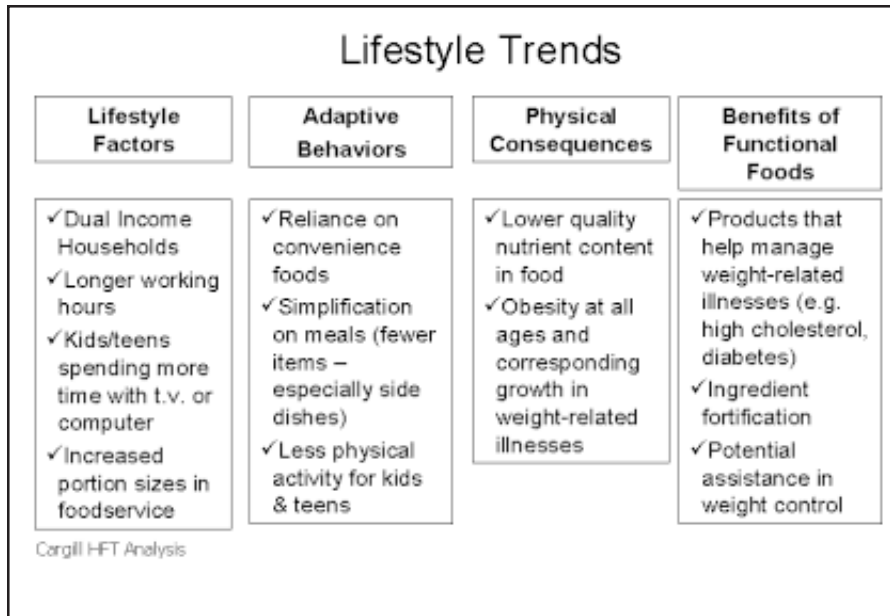 Lifestyle Trends
Lifestyle
Factors
✓Dual Income
Households
✓Longer working
hours
✓Kids/teens
spending more
time with t.v. or
computer
✓Increased
portion sizes in
foodservice
Adaptive
Behaviors
✓Reliance on
convenience
foods
✓Simplification
on meals (fewer
items –
especially side
dishes)
✓Less physical
activity for kids
& teens
Physical
Consequences
✓Lower quality
nutrient content
in food
✓Obesity at all
ages and
corresponding
growth in
weight-related
illnesses
Benefits of
Functional
Foods
✓Products that
help manage
weight-related
illnesses (e.g.
high cholesterol,
diabetes)
✓Ingredient
fortification
✓Potential
assistance in
weight control
Cargill HFT Analysis